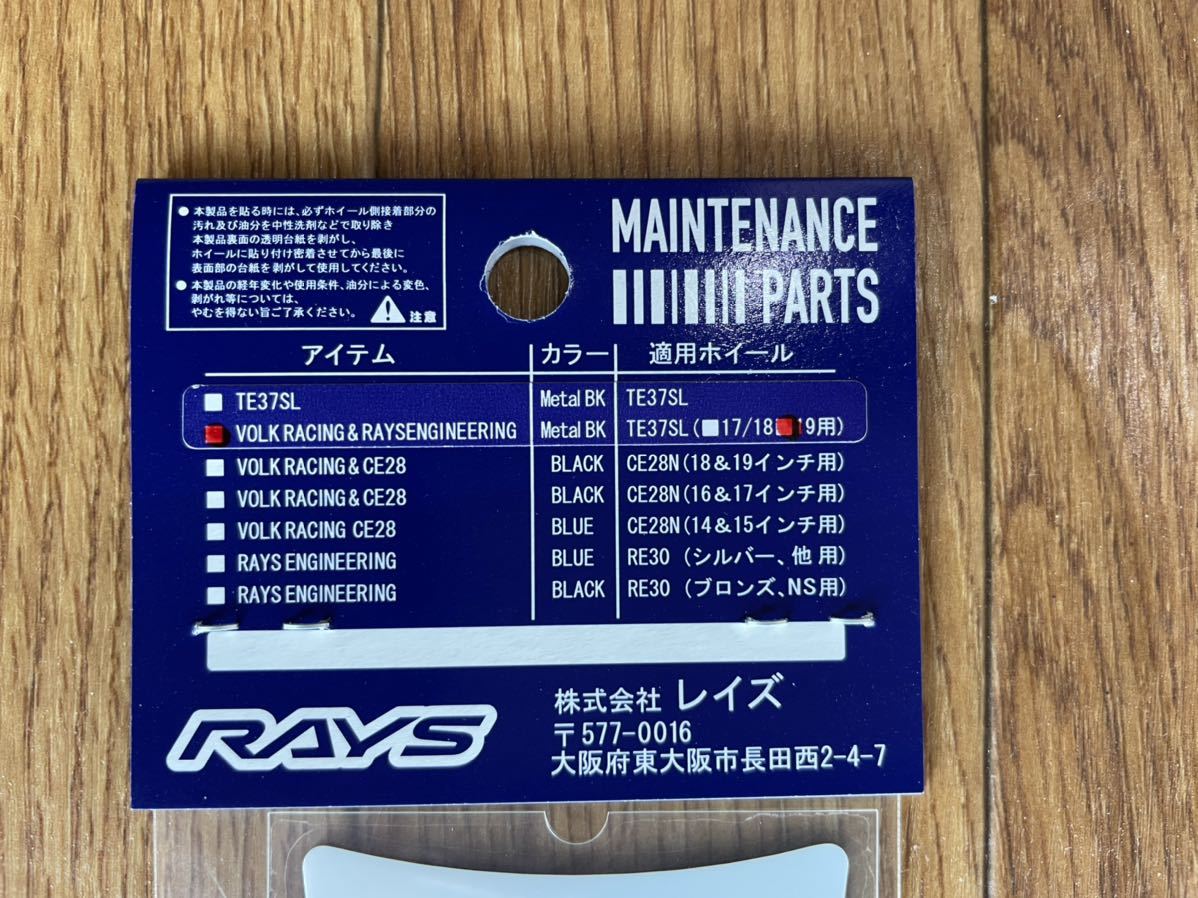 ● 本製品を貼る時には、必ずホイール側接着部分の
汚れ及び油分を中性洗剤などで取り除き
本製品裏面の透明台紙を剥がし、
ホイールに貼り付け密着させてから最後に
表面部の台紙を剥がして使用してください。
● 本製品の経年変化や使用条件、油分による変色、
剥がれ等については、
やむを得ない旨ご了承ください。
注意
MAINTENANCE
PARTS
アイテム カラー 適用ホイール
TE37SL Metal BK TE37SL
VOLK RACING & RAYSENGINEERING Metal BK TE37SL (■17/18■19用)
VOLK RACING & CE28 BLACK CE28N (18&19インチ用)
VOLK RACING & CE28 BLACK CE28N (16&17インチ用)
VOLK RACING CE28 BLUE CE28N (14&15インチ用)
RAYS ENGINEERING BLUE RE30 (シルバー、他 用)
RAYS ENGINEERING BLACK RE30 (ブロンズ、NS用)
RAYS
株式会社 レイズ
〒577-0016
大阪府東大阪市長田西2-4-7